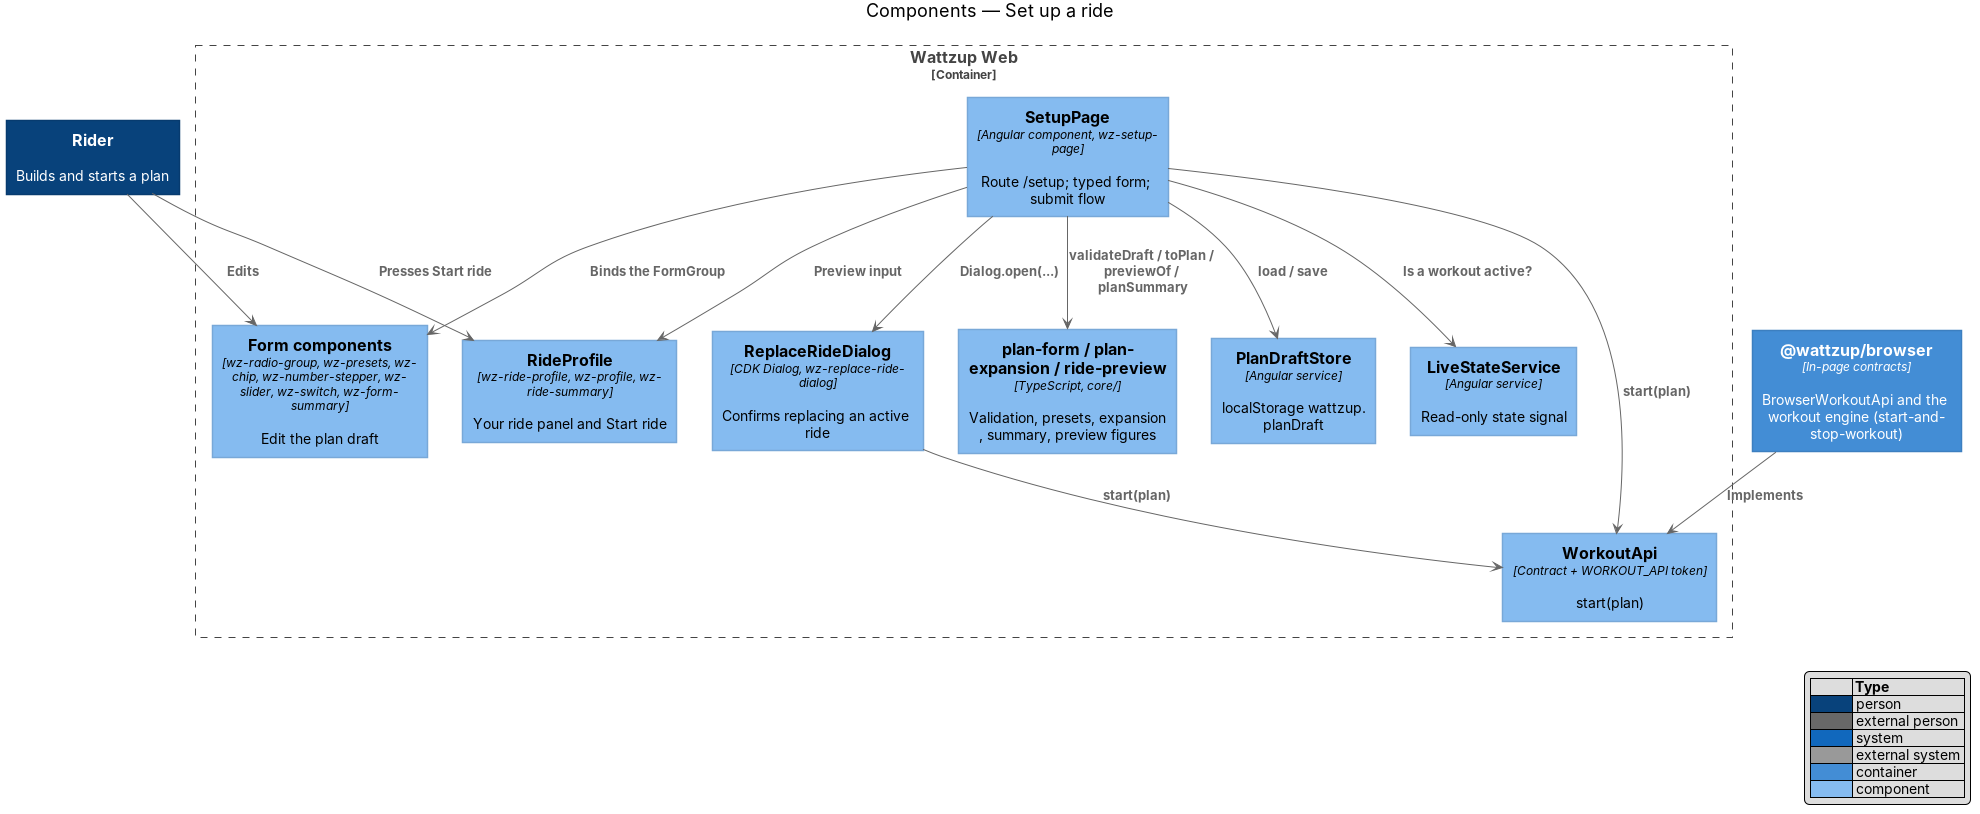 Components — Set up a ride
Wattzup Web
[Container]
SetupPage
[Angular component, wz-setup-
page]
Route /setup; typed form;
submit flow
Rider
Builds and starts a plan
Edits
Presses Start ride
Binds the FormGroup
Preview input
Dialog.open(...)
validateDraft / toPlan /
previewOf /
planSummary
load / save
Is a workout active?
start(plan)
Form components
[wz-radio-group, wz-presets, wz-
chip, wz-number-stepper, wz-
slider, wz-switch, wz-form-
summary]
Edit the plan draft
RideProfile
[wz-ride-profile, wz-profile, wz-
ride-summary]
Your ride panel and Start ride
ReplaceRideDialog
[CDK Dialog, wz-replace-ride-
dialog]
Confirms replacing an active
ride
plan-form / plan-
expansion / ride-preview
[TypeScript, core/]
Validation, presets, expansion
, summary, preview figures
PlanDraftStore
[Angular service]
localStorage wattzup.
planDraft
LiveStateService
[Angular service]
Read-only state signal
@wattzup/browser
[In-page contracts]
BrowserWorkoutApi and the
workout engine (start-and-
stop-workout)
start(plan)
Implements
WorkoutApi
[Contract + WORKOUT_API token]
start(plan)
Type
person
external person
system
external system
container
component